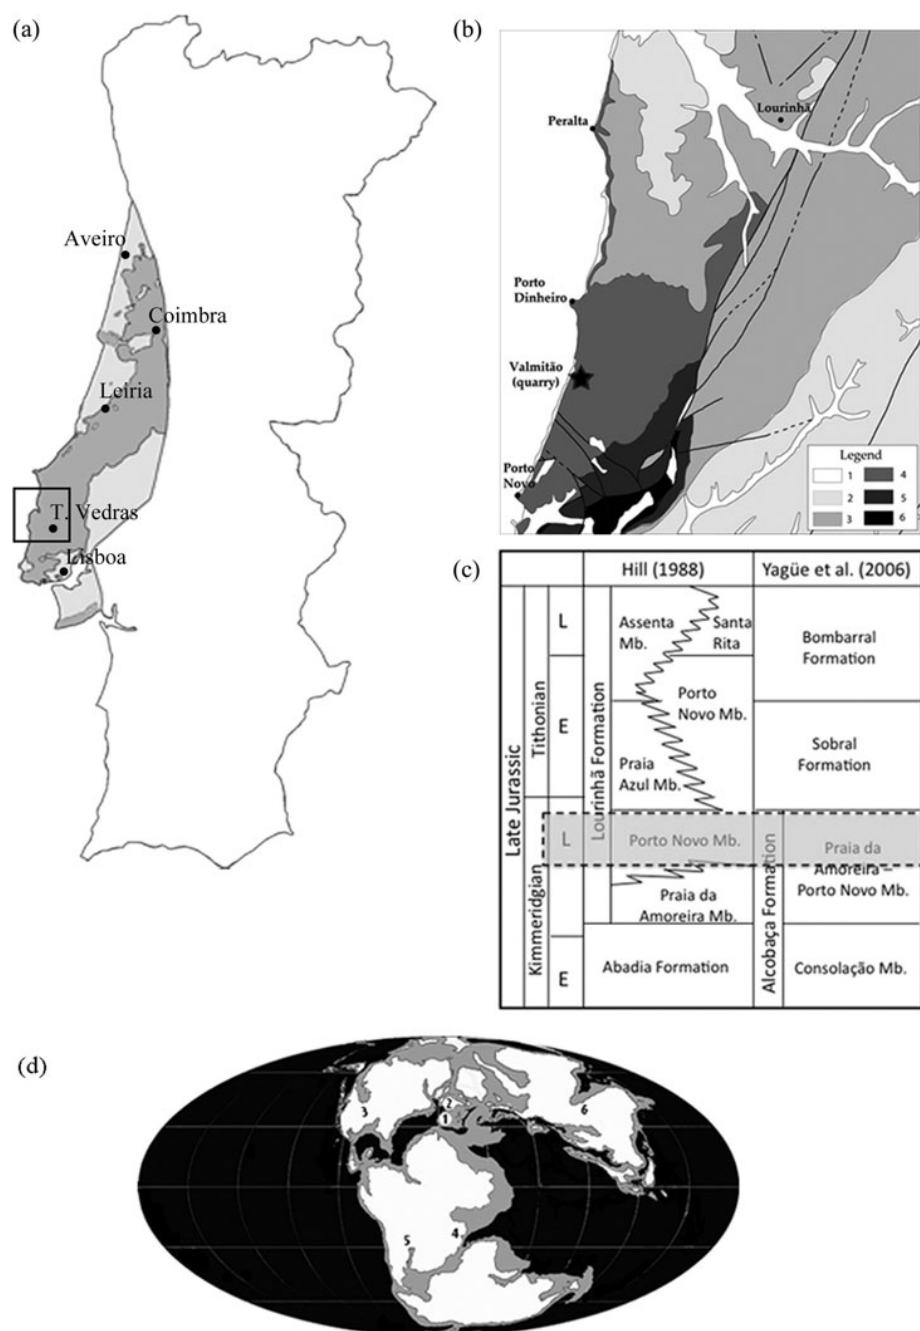 (a)
Aveiro
Coimbra
Leiria
T. Vedras
Lisboa
(b)
Peralta
Lourinhã
Porto
Dinheiro
Valmitão
(quarry)
Porto
Novo
Legend
1 4
2 5
3 6
(c)
Hill (1988) Yagüe et al. (2006)
Late Jurassic
Tithonian
Kimmeridgian
L
E
L
E
Lourinhã Formation
Assenta
Mb.
Santa
Rita
Porto
Novo Mb.
Praia
Azul Mb.
Porto Novo Mb.
Praia da
Amoreira Mb.
Abadia Formation
Bombarral
Formation
Sobral
Formation
Alcobaça Formation
Praia da
Amoreira –
Porto Novo Mb.
Consolação Mb.
(d)
3
2
1
6
4
5